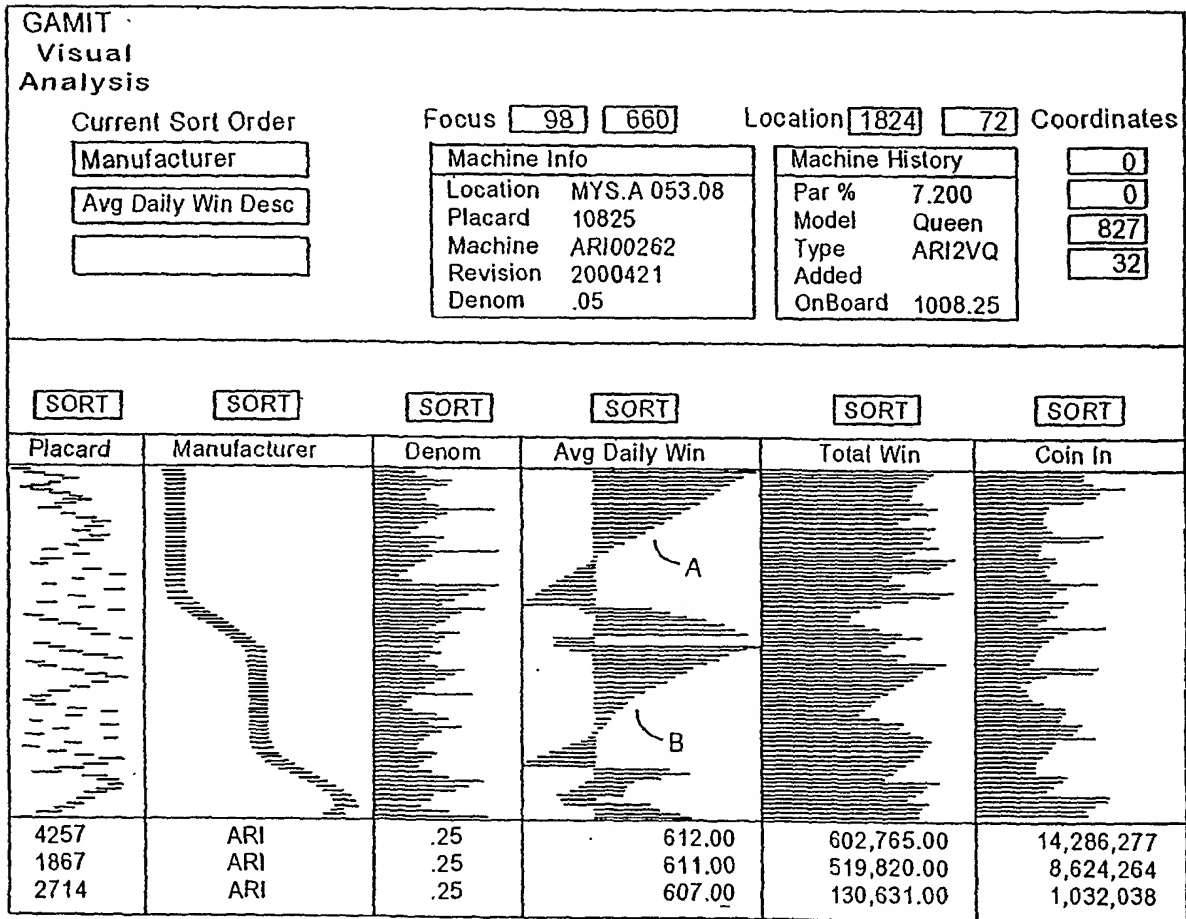 GAMIT
Visual
Analysis
Current Sort Order
Manufacturer
Avg Daily Win Desc
Focus 98 660
Location 1824 72
Coordinates
0
0
827
32
Machine Info
Location MYS.A 053.08
Placard 10825
Machine ARI00262
Revision 2000421
Denom .05
Machine History
Par % 7.200
Model Queen
Type ARI2VQ
Added
OnBoard 1008.25
SORT SORT SORT SORT SORT SORT
Placard Manufacturer Denom Avg Daily Win Total Win Coin In
A
B
4257 ARI .25 612.00 602,765.00 14,286,277
1867 ARI .25 611.00 519,820.00 8,624,264
2714 ARI .25 607.00 130,631.00 1,032,038